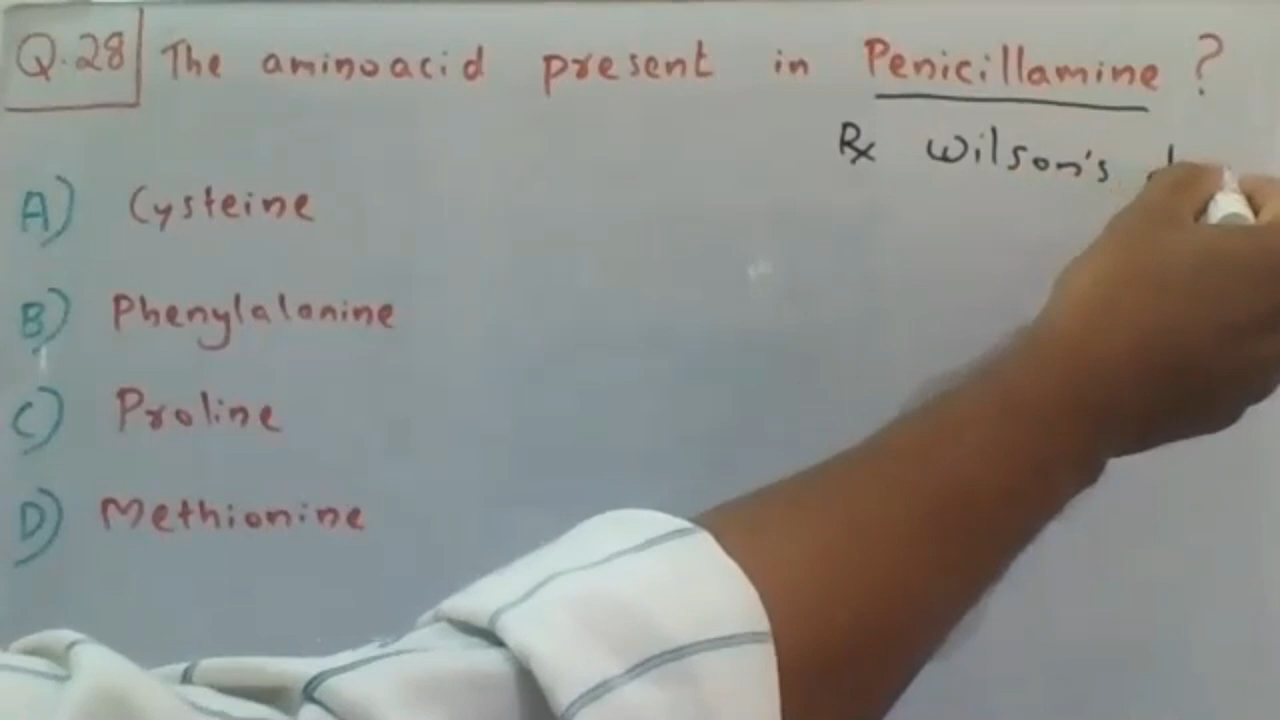 Q.28 The aminoacid present in Penicillamine ?
Rx Wilson's
A) Cysteine
B) Phenylalanine
C) Proline
D) Methionine